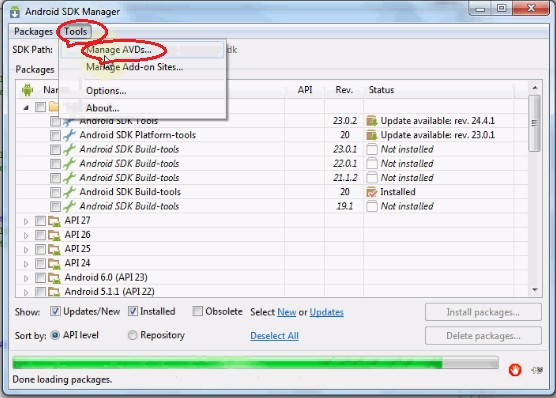 Android SDK Manager
Packages Tools
SDK Path: dk
Manage AVDs...
Manage Add-on Sites...
Options...
About...
Packages
API Rev. Status
Android SDK Tools 23.0.2 Update available: rev. 24.4.1
Android SDK Platform-tools 20 Update available: rev. 23.0.1
Android SDK Build-tools 23.0.1 Not installed
Android SDK Build-tools 22.0.1 Not installed
Android SDK Build-tools 21.1.2 Not installed
Android SDK Build-tools 20 Installed
Android SDK Build-tools 19.1 Not installed
API 27
API 26
API 25
API 24
Android 6.0 (API 23)
Android 5.1.1 (API 22)
Show: Updates/New Installed Obsolete Select New or Updates Install packages...
Sort by: API level Repository Deselect All Delete packages...
Done loading packages.